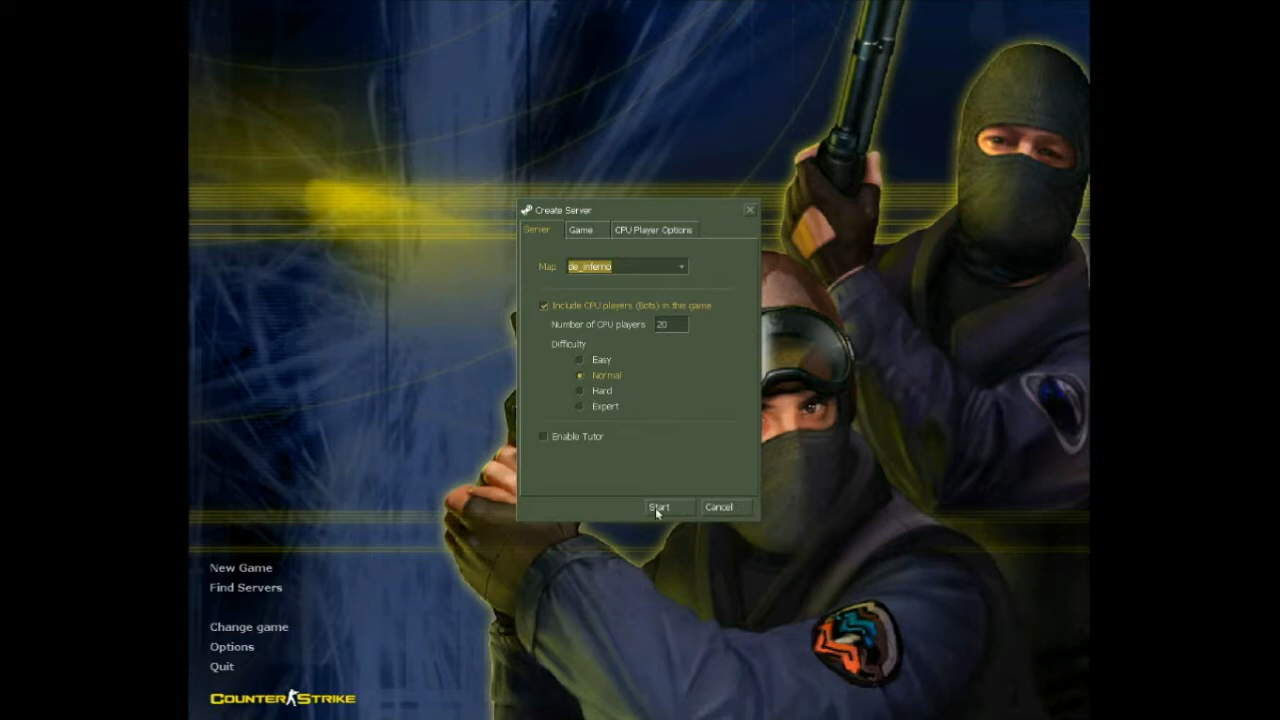 Create Server
Server Game CPU Player Options
Map de_inferno
Include CPU players (Bots) in this game
Number of CPU players 20
Difficulty
Easy
Normal
Hard
Expert
Enable Tutor
Start Cancel
New Game
Find Servers
Change game
Options
Quit
COUNTER STRIKE